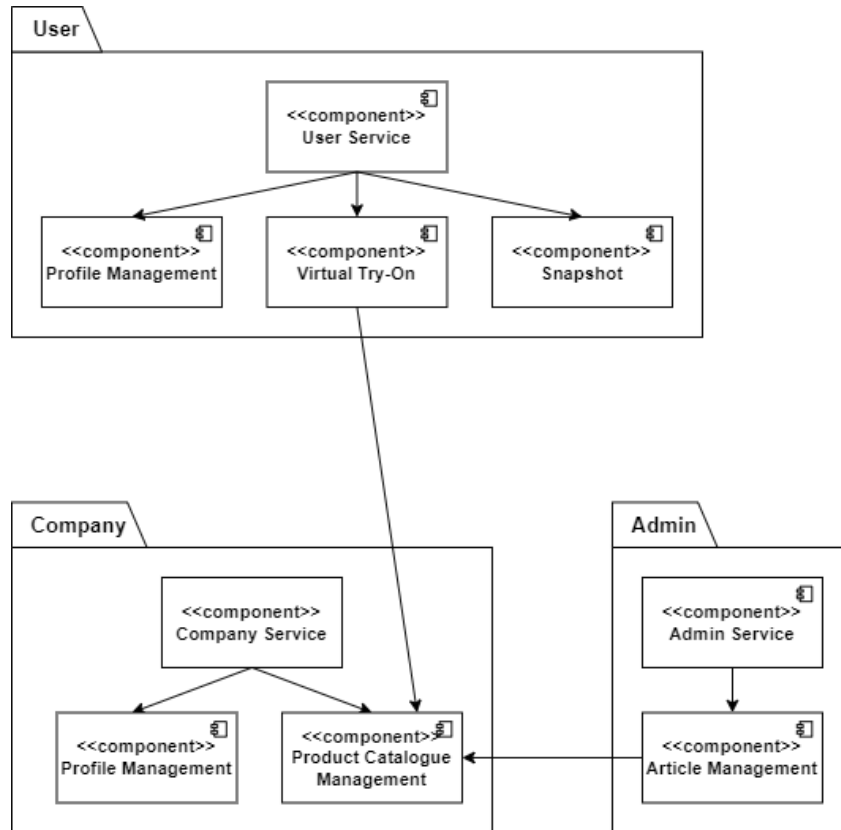 User
<<component>>
User Service
<<component>>
Profile Management
<<component>>
Virtual Try-On
<<component>>
Snapshot
Company
<<component>>
Company Service
<<component>>
Profile Management
<<component>>
Product Catalogue
Management
Admin
<<component>>
Admin Service
<<component>>
Article Management